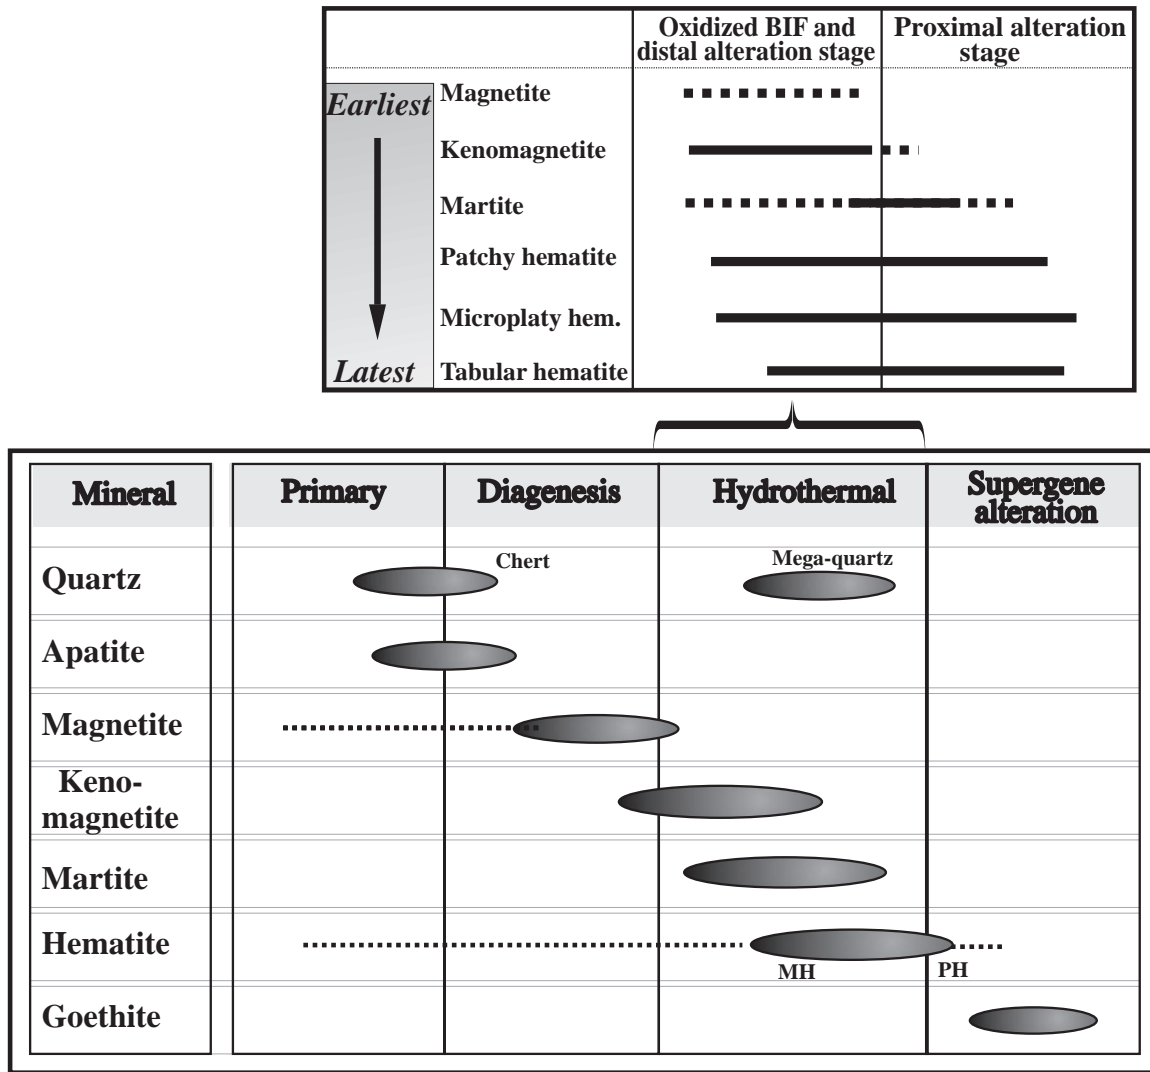 Oxidized BIF and
distal alteration stage
Proximal alteration
stage
Earliest
Magnetite
Kenomagnetite
Martite
Patchy hematite
Microplaty hem.
Latest
Tabular hematite
Mineral
Primary
Diagenesis
Hydrothermal
Supergene
alteration
Quartz
Chert
Mega-quartz
Apatite
Magnetite
Keno-
magnetite
Martite
Hematite
MH
PH
Goethite